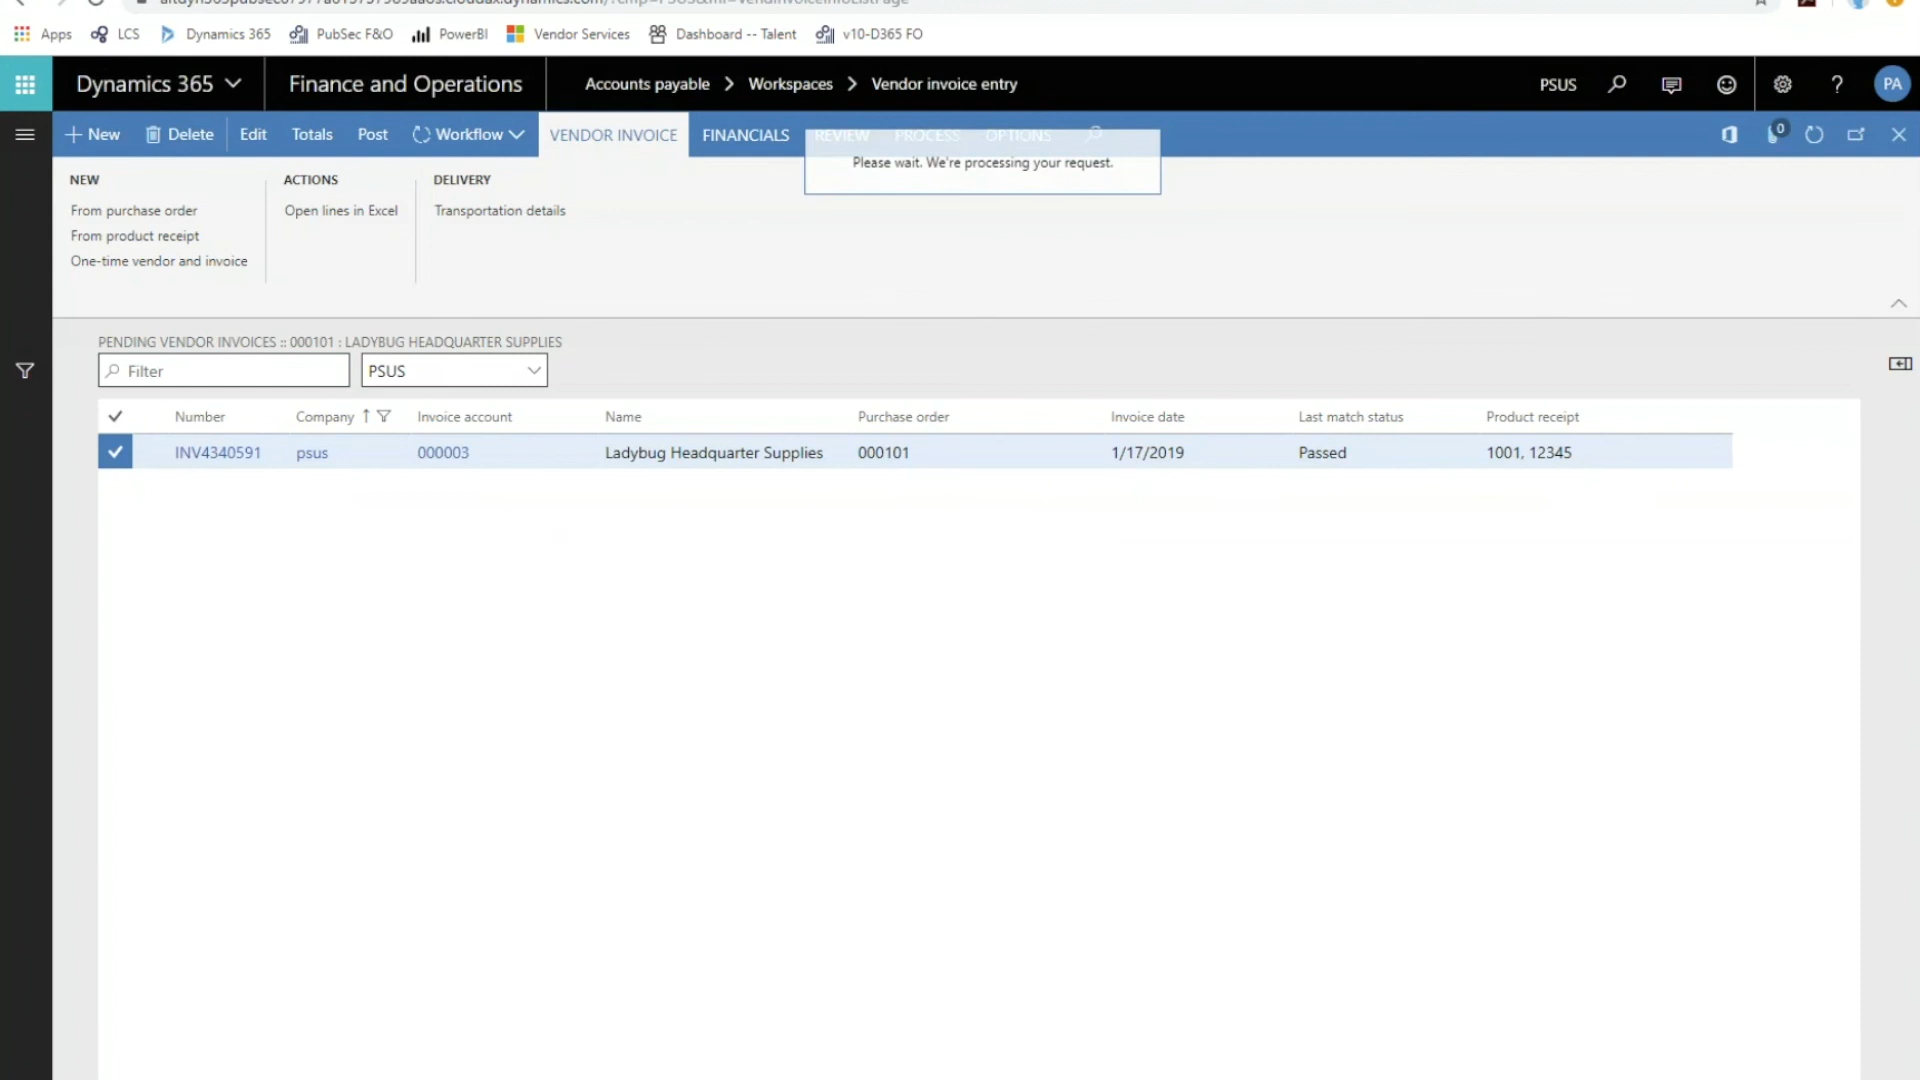 Apps LCS Dynamics 365 PubSec F&O PowerBI Vendor Services Dashboard -- Talent v10-D365 FO
Dynamics 365 Finance and Operations Accounts payable > Workspaces > Vendor invoice entry PSUS ? PA
+ New Delete Edit Totals Post Workflow VENDOR INVOICE FINANCIALS REVIEW PROCESS OPTIONS 0
Please wait. We're processing your request.
NEW ACTIONS DELIVERY
From purchase order Open lines in Excel Transportation details
From product receipt
One-time vendor and invoice
PENDING VENDOR INVOICES :: 000101 : LADYBUG HEADQUARTER SUPPLIES
Filter PSUS
Number Company Invoice account Name Purchase order Invoice date Last match status Product receipt
INV4340591 psus 000003 Ladybug Headquarter Supplies 000101 1/17/2019 Passed 1001, 12345